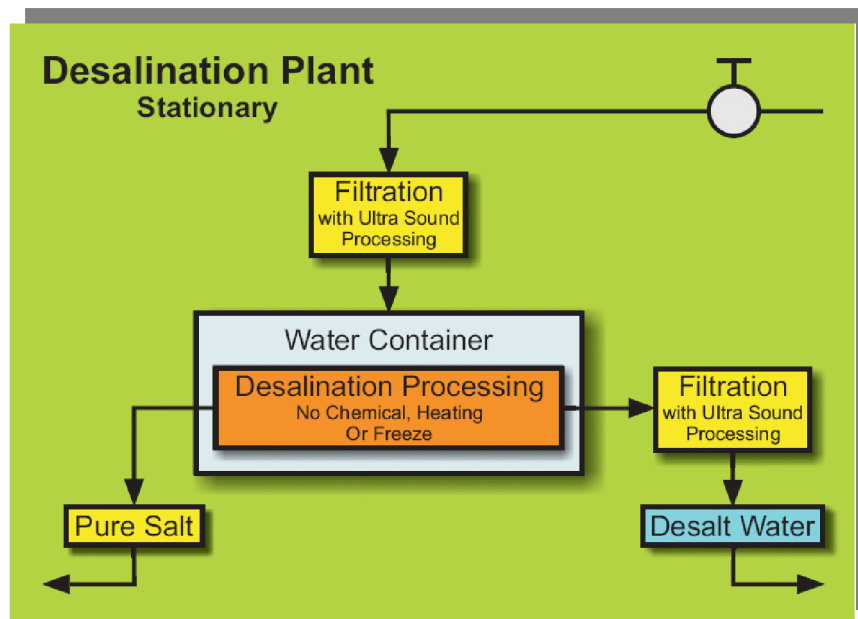 Desalination Plant
Stationary
Filtration
with Ultra Sound
Processing
Water Container
Desalination Processing
No Chemical, Heating
Or Freeze
Filtration
with Ultra Sound
Processing
Pure Salt
Desalt Water